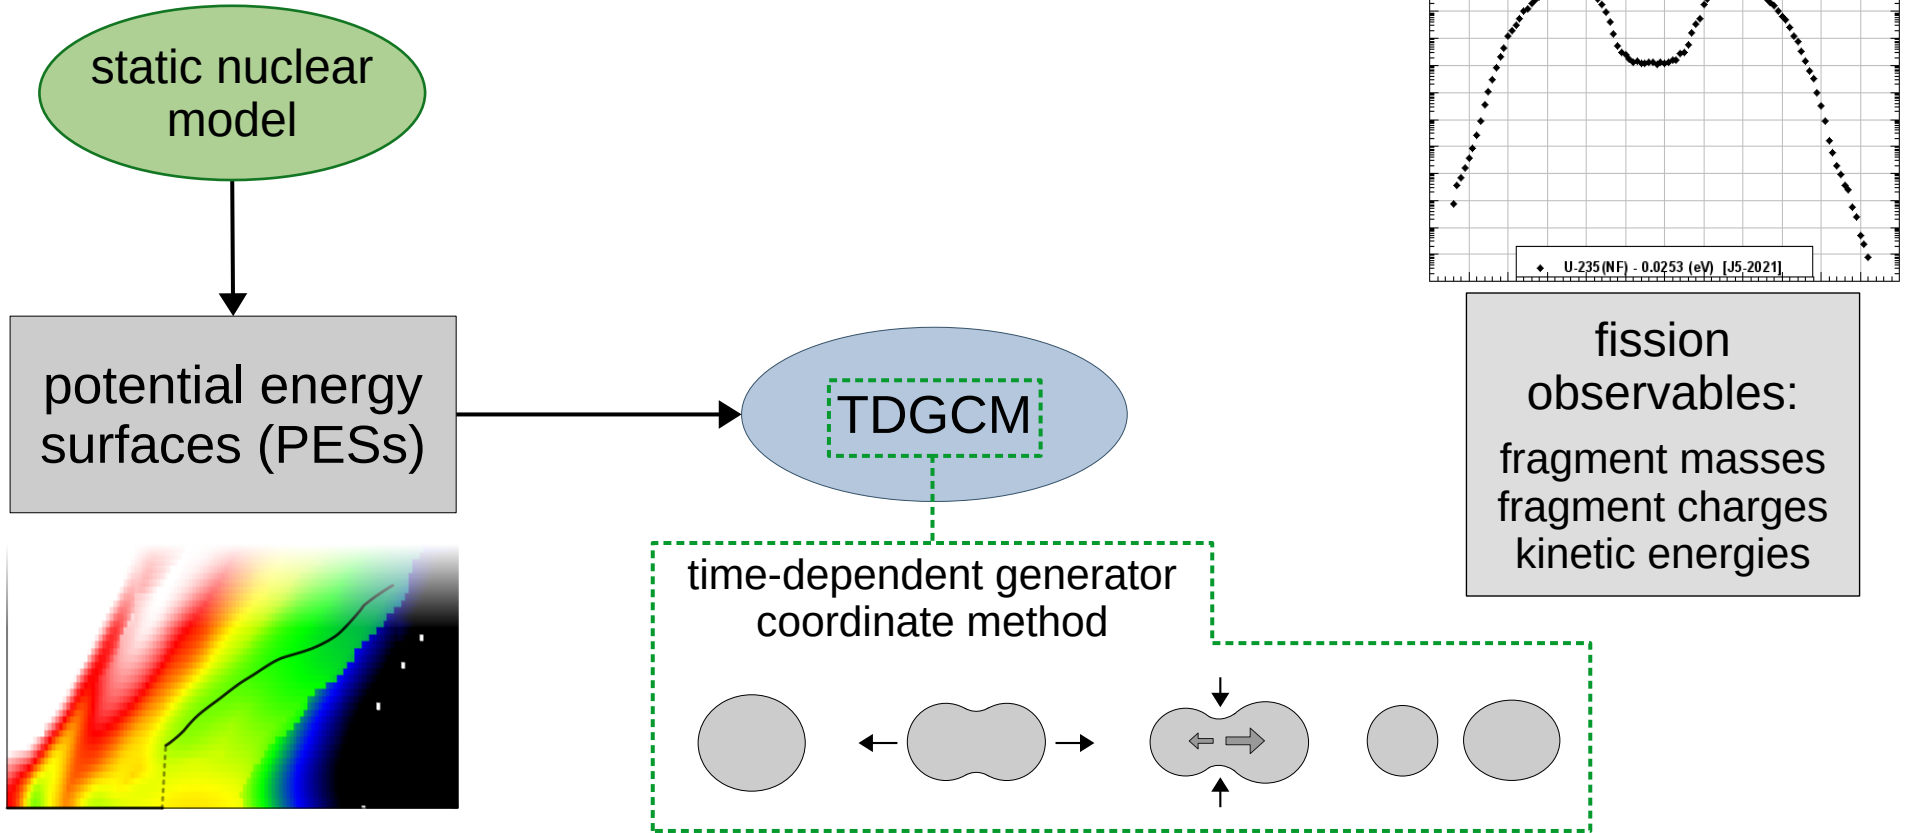 static nuclear
model
potential energy
surfaces (PESs)
TDGCM
time-dependent generator
coordinate method
U-235(NF) - 0.0253 (eV) [J5-2021]
fission
observables:
fragment masses
fragment charges
kinetic energies